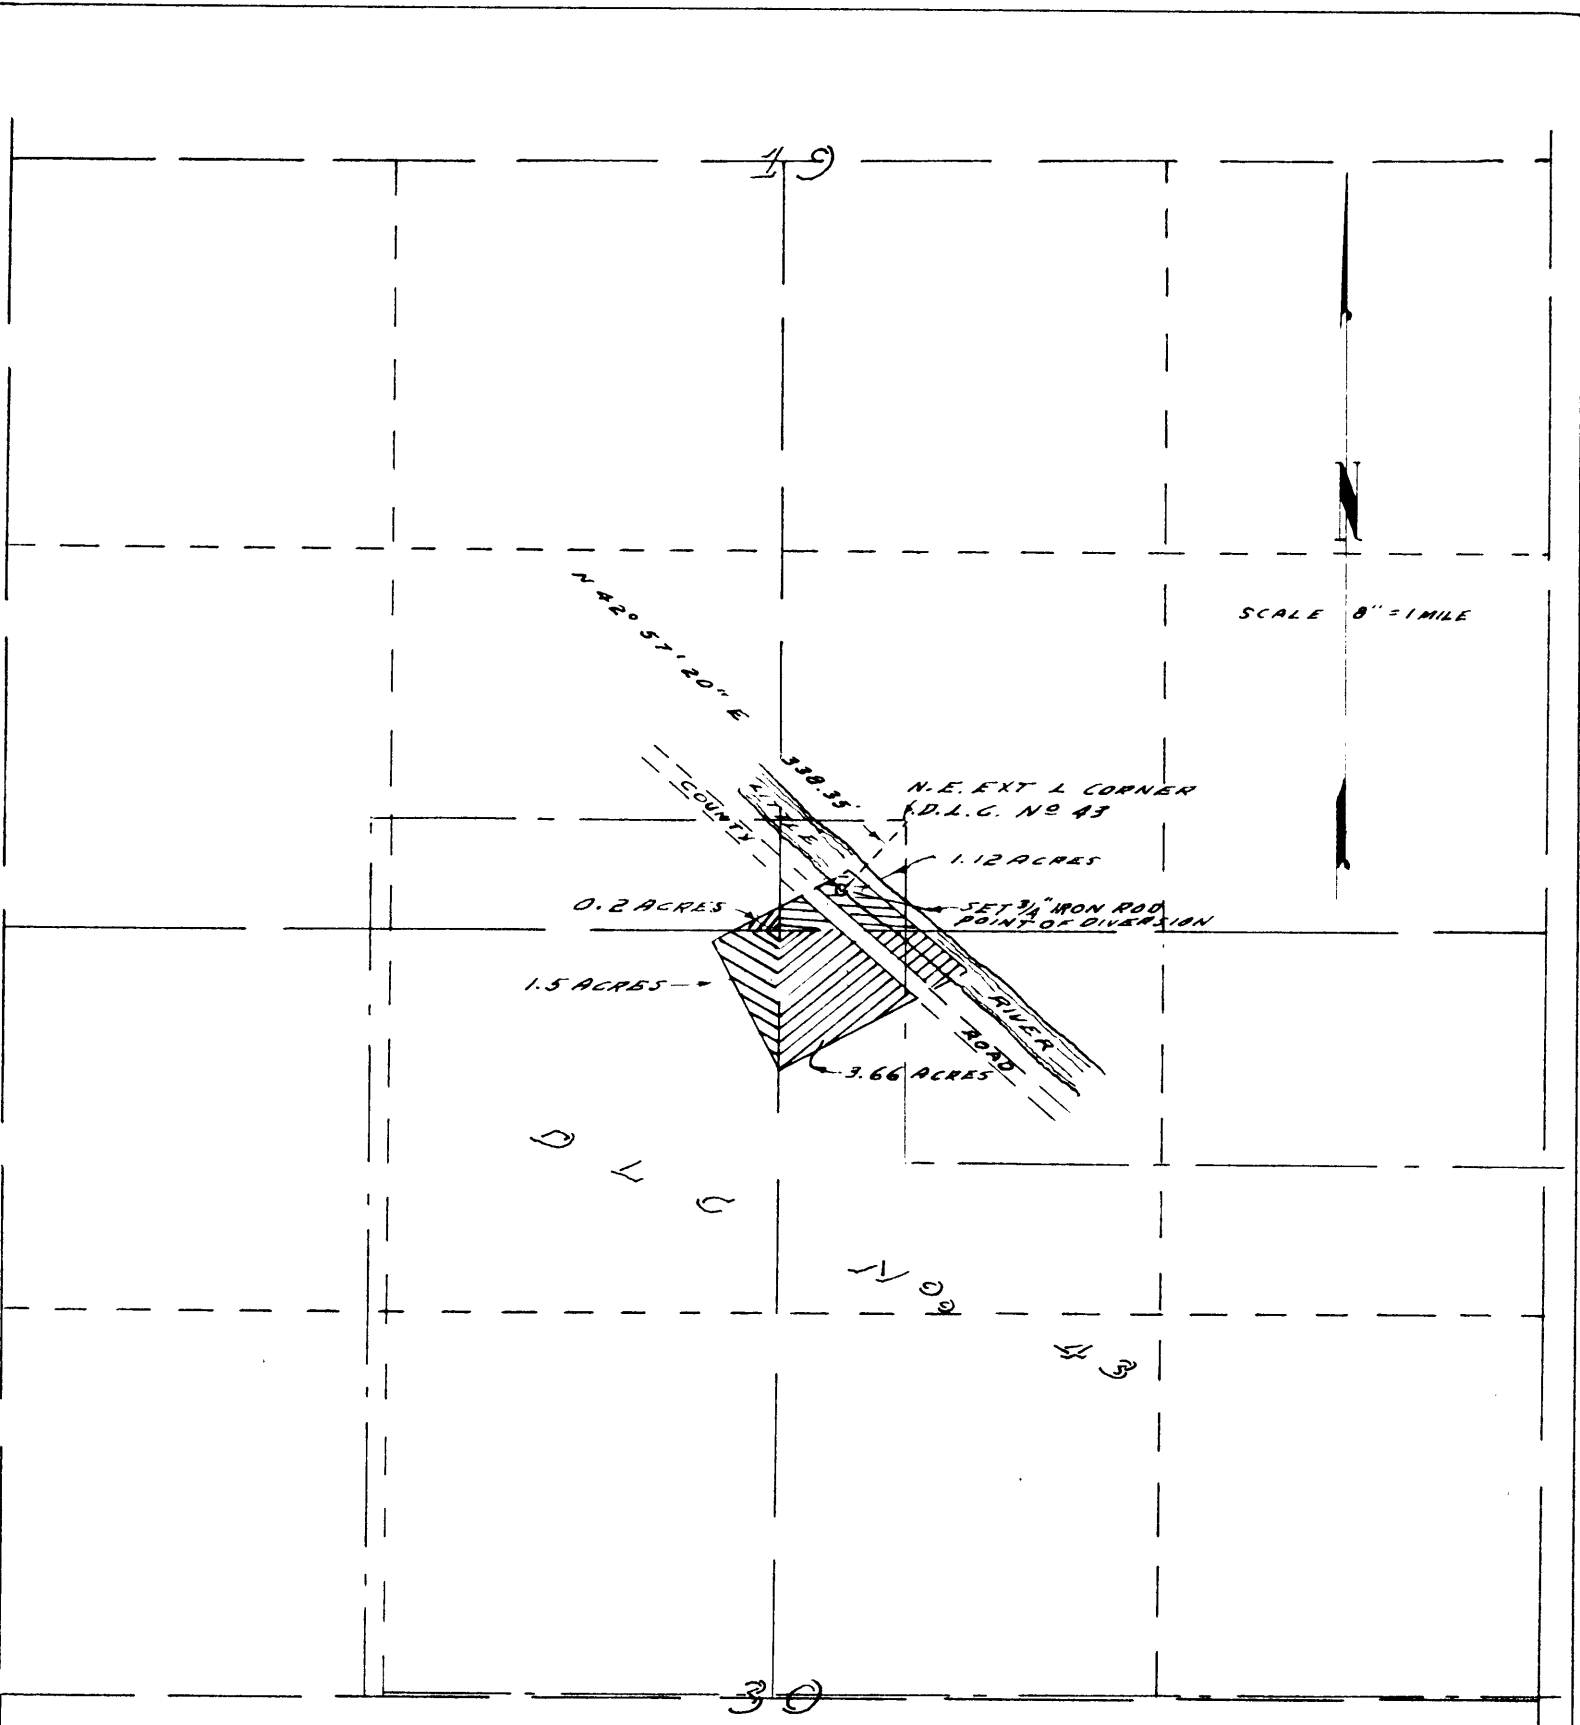 19
N
SCALE 8" = 1 MILE
N 42° 57' 20" E
338.35'
N.E. EXT L CORNER
D.L.C. Nº 43
COUNTY
LITTLE
1.12 ACRES
0.2 ACRES
SET 3/4" IRON ROD
POINT OF DIVERSION
1.5 ACRES
RIVER
ROAD
3.66 ACRES
D L C No. 43
30